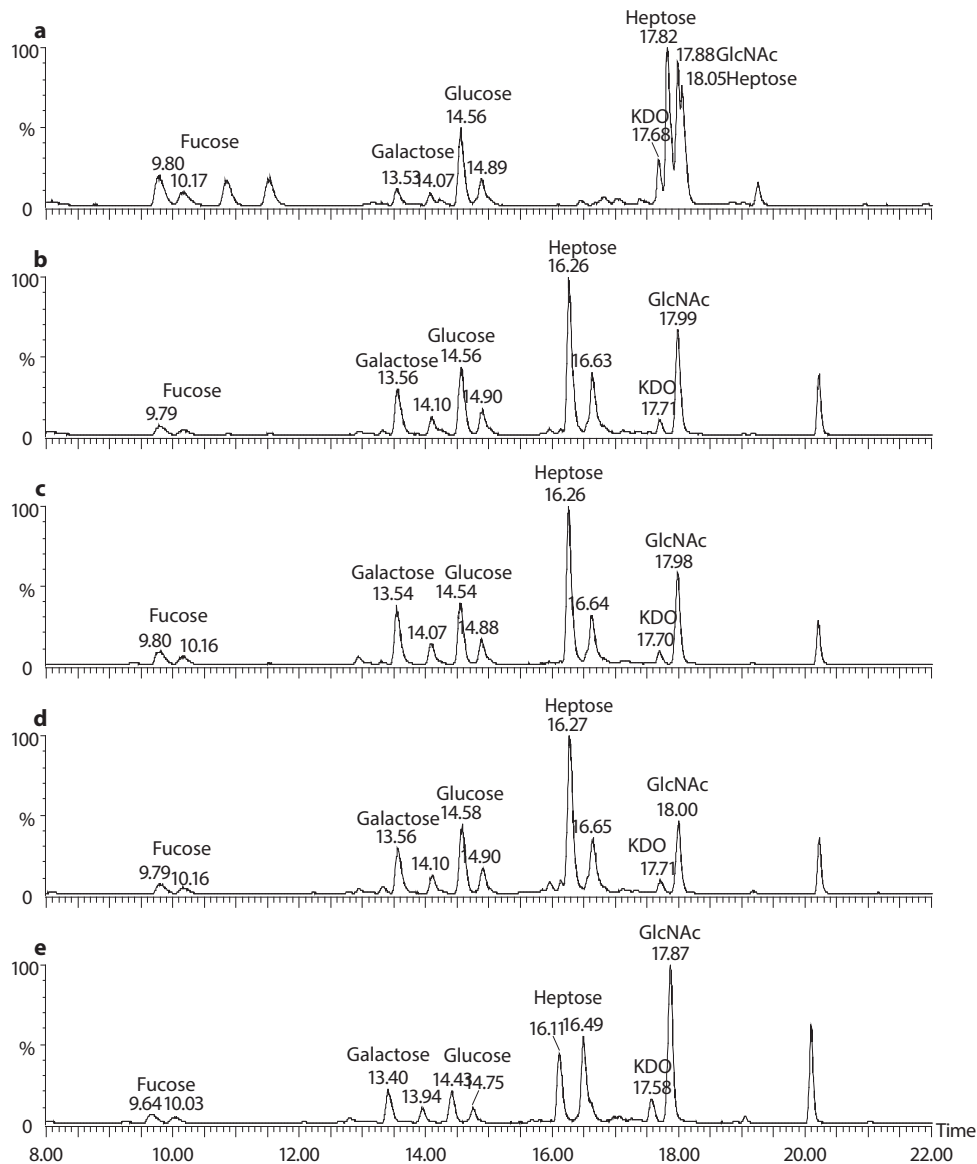 a
Heptose
100
17.82
17.88GlcNAc
18.05Heptose
Glucose
14.56
KDO
17.68
%
Fucose
9.80
10.17
Galactose
13.53
14.07
14.89
0
b
Heptose
100
16.26
GlcNAc
17.99
Glucose
14.56
%
Galactose
13.56
16.63
Fucose
9.79
14.10
14.90
KDO
17.71
0
c
Heptose
100
16.26
GlcNAc
17.98
Galactose
13.54
Glucose
14.54
%
Fucose
9.80
10.16
14.07
14.88
16.64
KDO
17.70
0
d
Heptose
100
16.27
GlcNAc
18.00
Glucose
14.58
%
Galactose
13.56
16.65
Fucose
9.79
10.16
14.10
14.90
KDO
17.71
0
e
GlcNAc
100
17.87
Heptose
16.11
16.49
%
Galactose
13.40
Glucose
14.43
14.75
KDO
17.58
Fucose
9.64
10.03
13.94
0
Time
8.00 10.00 12.00 14.00 16.00 18.00 20.00 22.00